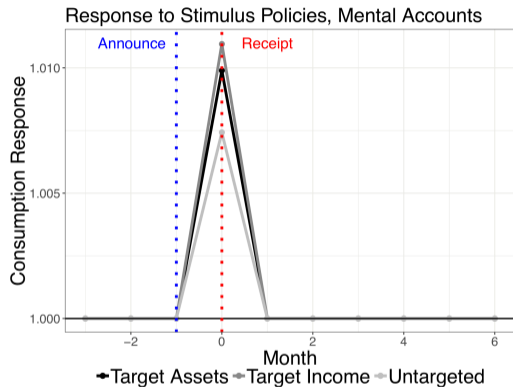 Response to Stimulus Policies, Mental Accounts
Announce
Receipt
1.010
1.005
1.000
Consumption Response
-2 0 2 4 6
Month
Target Assets Target Income Untargeted